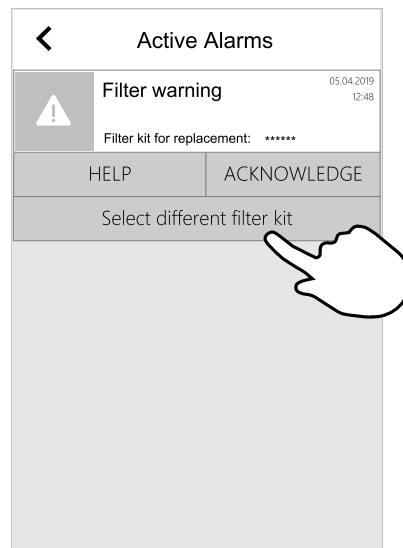 Active Alarms
Filter warning
05.04.2019
12:48
Filter kit for replacement: ******
HELP
ACKNOWLEDGE
Select different filter kit